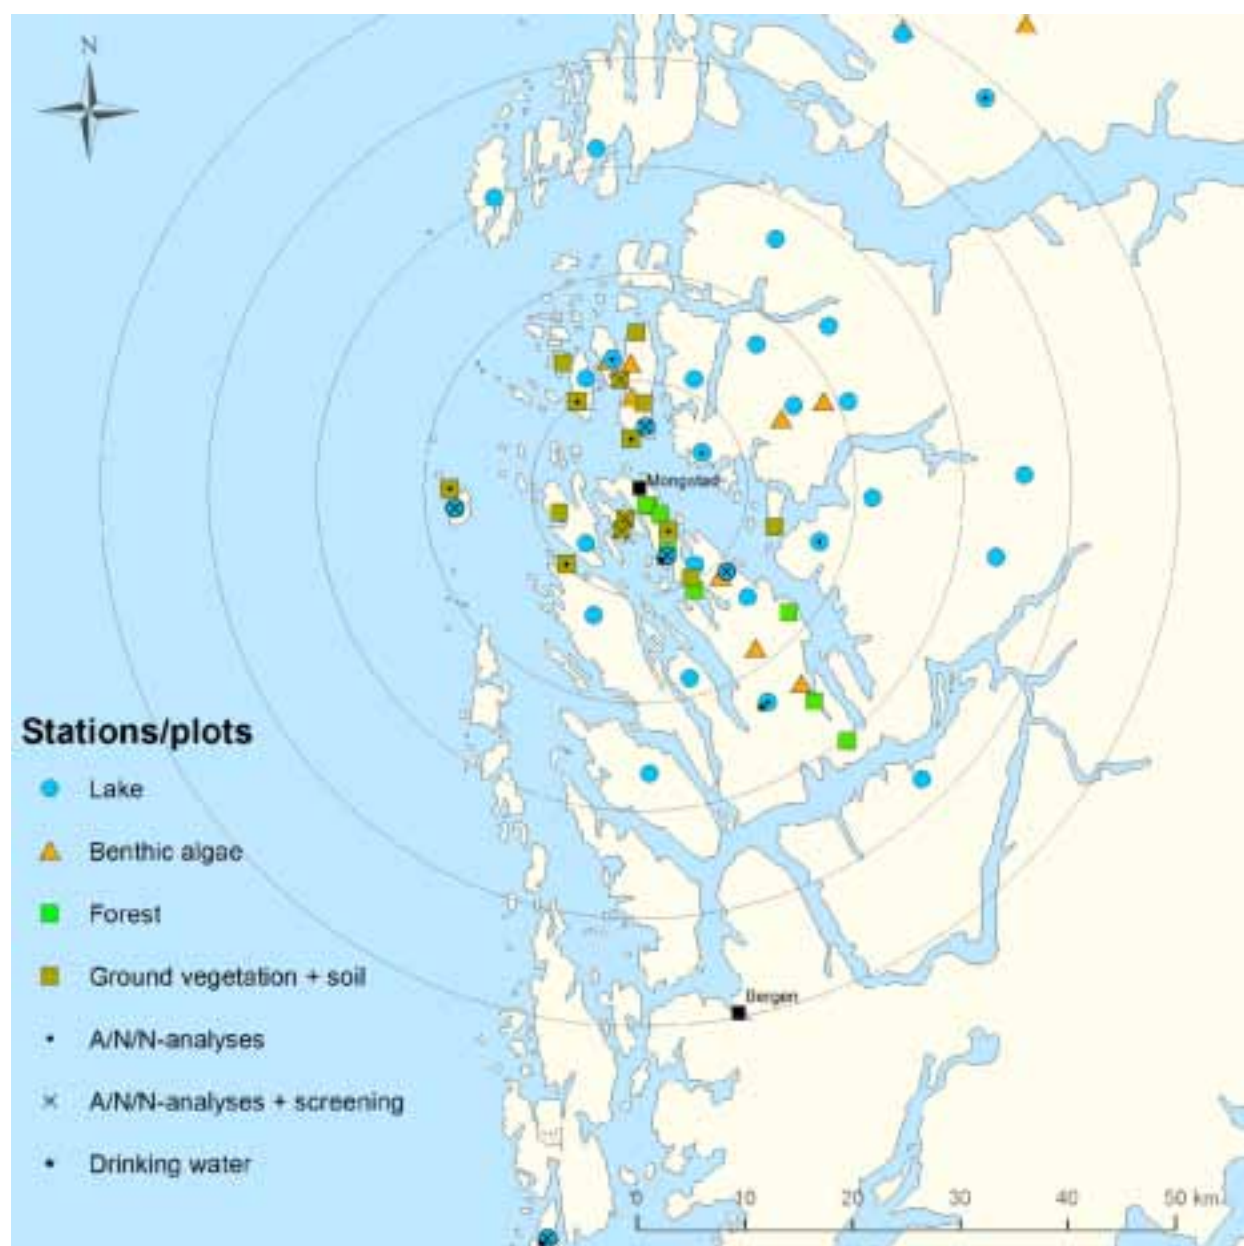 N
Mongstad
Stations/plots
Lake
Benthic algae
Forest
Ground vegetation + soil
A/N/N-analyses
A/N/N-analyses + screening
Drinking water
Bergen
0 10 20 30 40 50 km